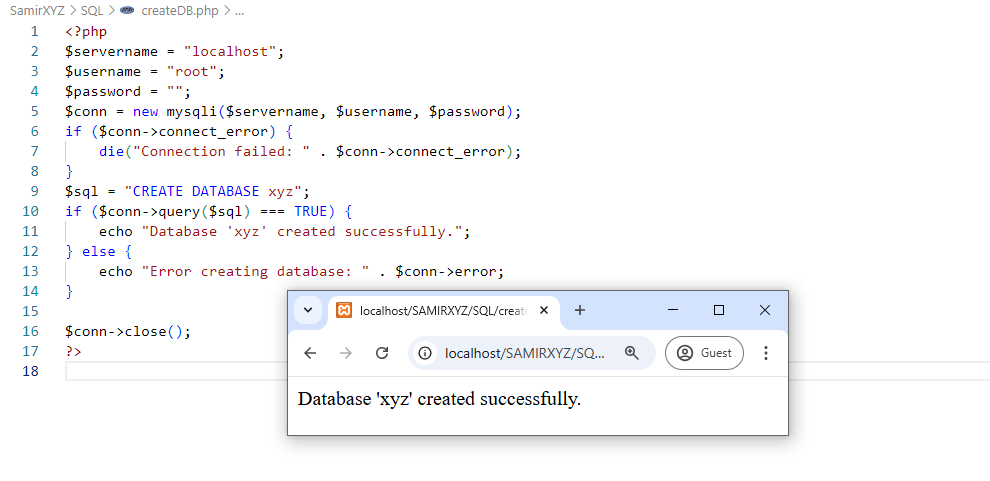 SamirXYZ > SQL > createDB.php > ...
1 <?php
2 $servername = "localhost";
3 $username = "root";
4 $password = "";
5 $conn = new mysqli($servername, $username, $password);
6 if ($conn->connect_error) {
7     die("Connection failed: " . $conn->connect_error);
8 }
9 $sql = "CREATE DATABASE xyz";
10 if ($conn->query($sql) === TRUE) {
11     echo "Database 'xyz' created successfully.";
12 } else {
13     echo "Error creating database: " . $conn->error;
14 }
15
16 $conn->close();
17 ?>
18
localhost/SAMIRXYZ/SQL/create
localhost/SAMIRXYZ/SQ...
Guest
Database 'xyz' created successfully.